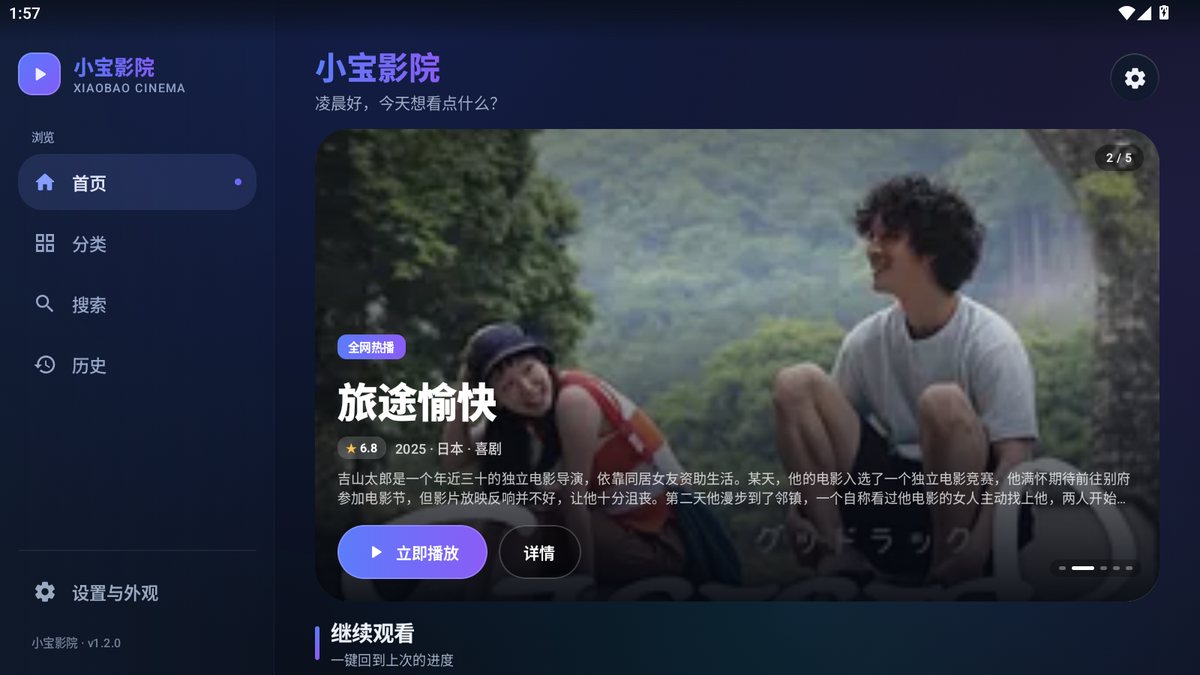 1:57
小宝影院
XIAOBAO CINEMA
浏览
首页
分类
搜索
历史
设置与外观
小宝影院 · v1.2.0
小宝影院
凌晨好，今天想看点什么？
2 / 5
全网热播
旅途愉快
★ 6.8 2025 · 日本 · 喜剧
吉山太郎是一个年近三十的独立电影导演，依靠同居女友资助生活。某天，他的电影入选了一个独立电影竞赛，他满怀期待前往别府
参加电影节，但影片放映反响并不好，让他十分沮丧。第二天他漫步到了邻镇，一个自称看过他电影的女人主动找上他，两人开始…
グッドラック
立即播放
详情
继续观看
一键回到上次的进度